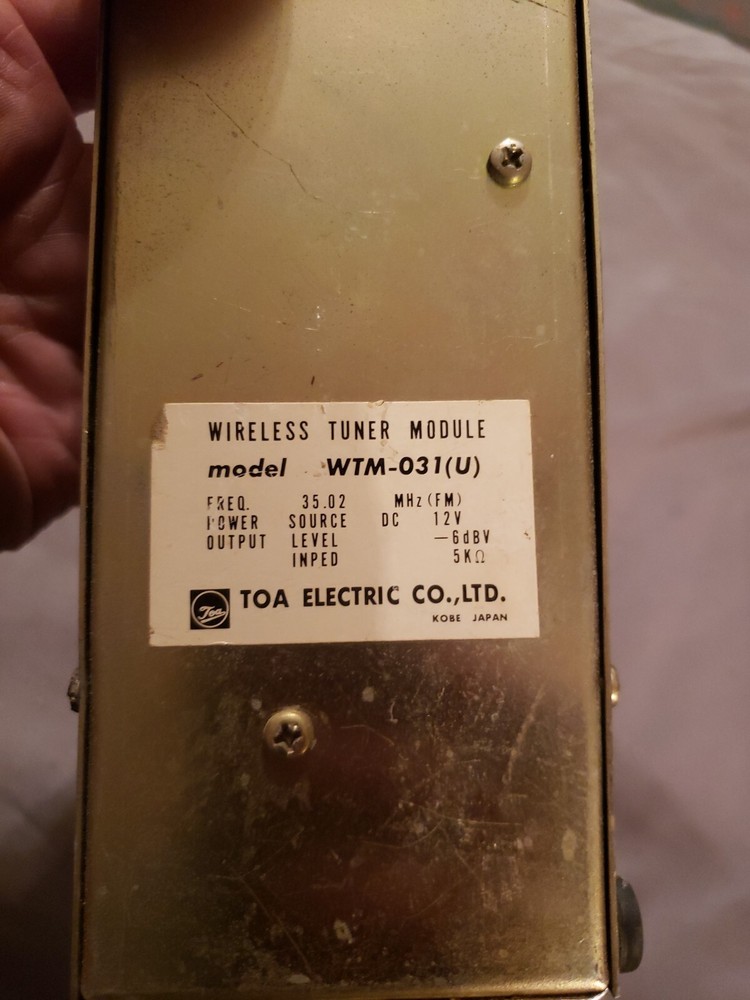 WIRELESS TUNER MODULE
model WTM-031(U)
FREQ. 35.02 MHz (FM)
POWER SOURCE DC 12V
OUTPUT LEVEL —6dBV
INPED 5KΩ
Toa TOA ELECTRIC CO.,LTD.
KOBE JAPAN